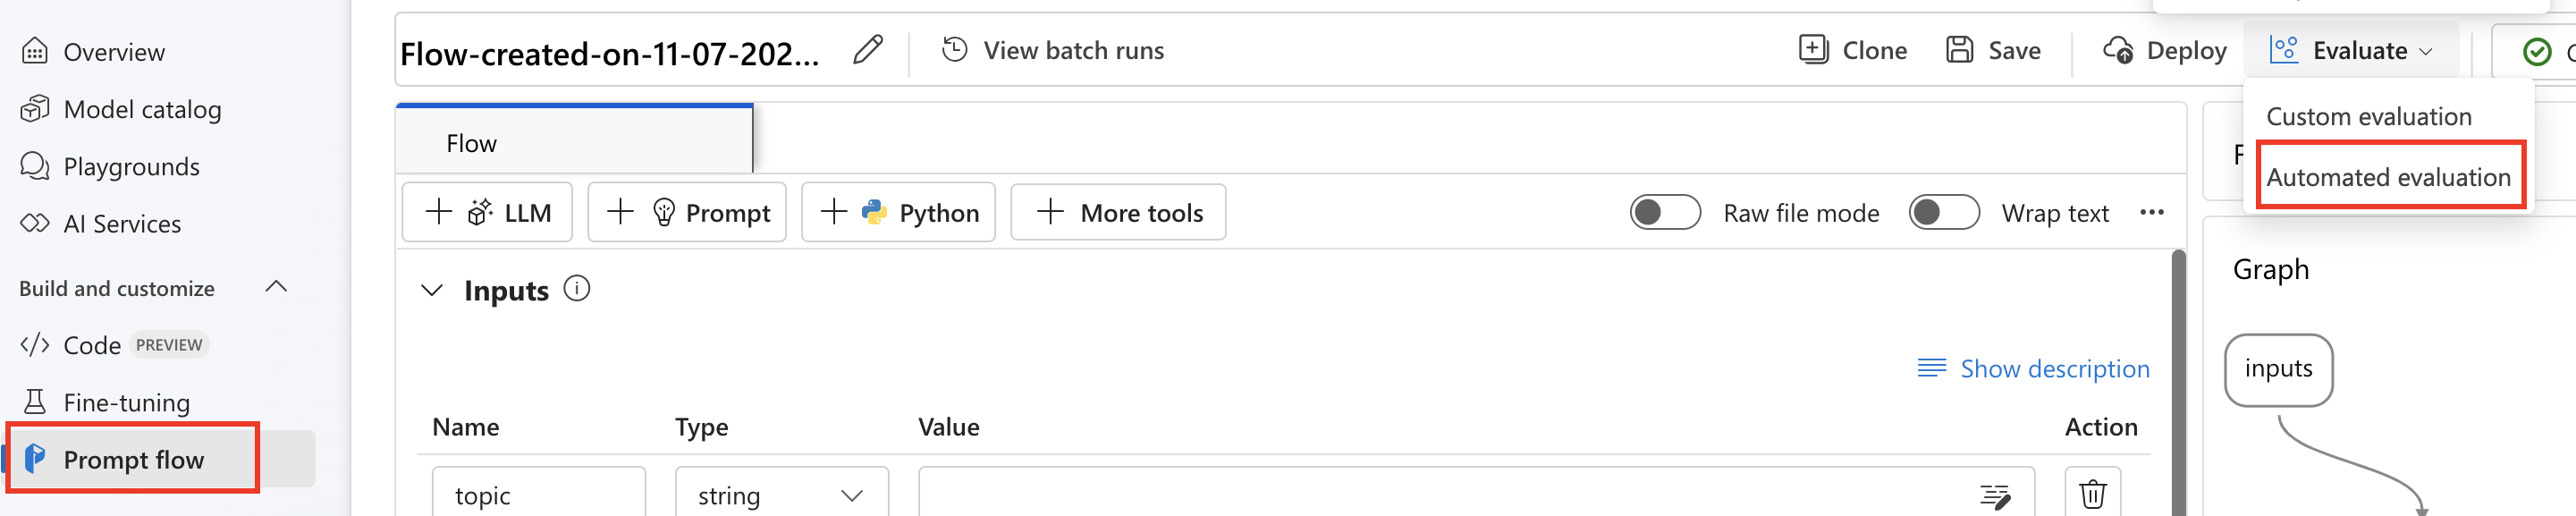 Overview
Model catalog
Playgrounds
AI Services
Build and customize
Code PREVIEW
Fine-tuning
Prompt flow
Flow-created-on-11-07-202...
View batch runs
Clone
Save
Deploy
Evaluate
Custom evaluation
Automated evaluation
Flow
LLM
Prompt
Python
More tools
Raw file mode
Wrap text
Inputs
Show description
Name Type Value Action
topic string
Graph
inputs